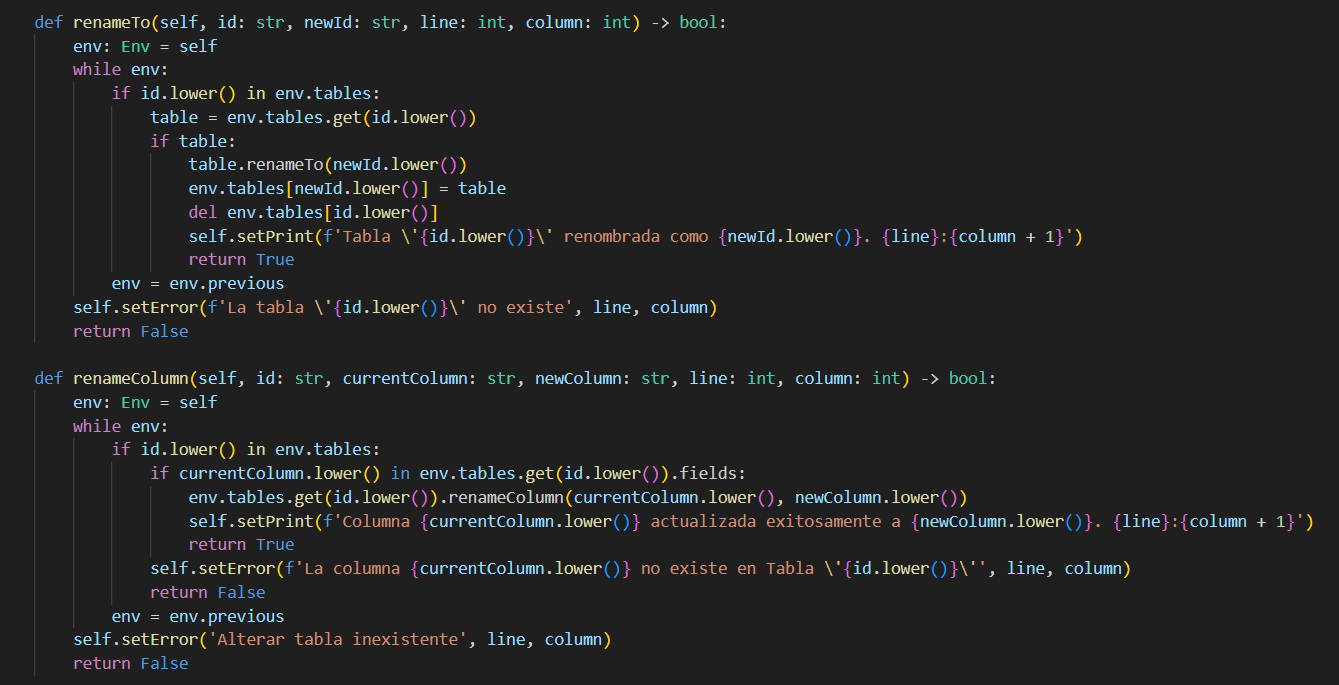 def renameTo(self, id: str, newId: str, line: int, column: int) -> bool:
    env: Env = self
    while env:
        if id.lower() in env.tables:
            table = env.tables.get(id.lower())
            if table:
                table.renameTo(newId.lower())
                env.tables[newId.lower()] = table
                del env.tables[id.lower()]
                self.setPrint(f'Tabla \'{id.lower()}\' renombrada como {newId.lower()}. {line}:{column + 1}')
                return True
        env = env.previous
    self.setError(f'La tabla \'{id.lower()}\' no existe', line, column)
    return False

def renameColumn(self, id: str, currentColumn: str, newColumn: str, line: int, column: int) -> bool:
    env: Env = self
    while env:
        if id.lower() in env.tables:
            if currentColumn.lower() in env.tables.get(id.lower()).fields:
                env.tables.get(id.lower()).renameColumn(currentColumn.lower(), newColumn.lower())
                self.setPrint(f'Columna {currentColumn.lower()} actualizada exitosamente a {newColumn.lower()}. {line}:{column + 1}')
                return True
            self.setError(f'La columna {currentColumn.lower()} no existe en Tabla \'{id.lower()}\'', line, column)
            return False
        env = env.previous
    self.setError('Alterar tabla inexistente', line, column)
    return False